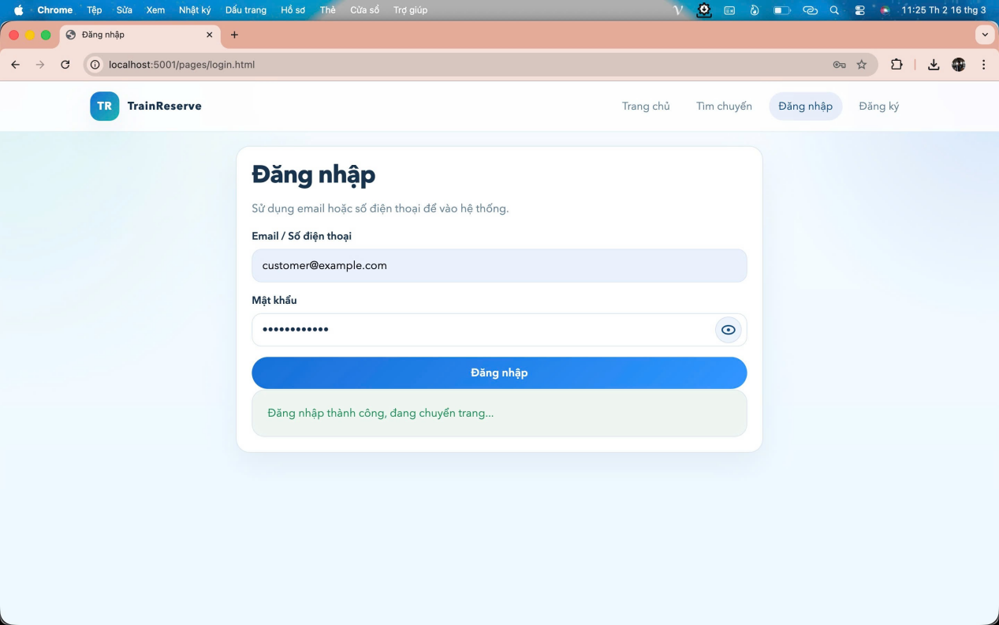 Chrome Tệp Sửa Xem Nhật ký Dấu trang Hồ sơ Thẻ Cửa sổ Trợ giúp 11:25 Th 2 16 thg 3
Đăng nhập
localhost:5001/pages/login.html
TR TrainReserve Trang chủ Tìm chuyến Đăng nhập Đăng ký
Đăng nhập
Sử dụng email hoặc số điện thoại để vào hệ thống.
Email / Số điện thoại
customer@example.com
Mật khẩu
••••••••••••
Đăng nhập
Đăng nhập thành công, đang chuyển trang...